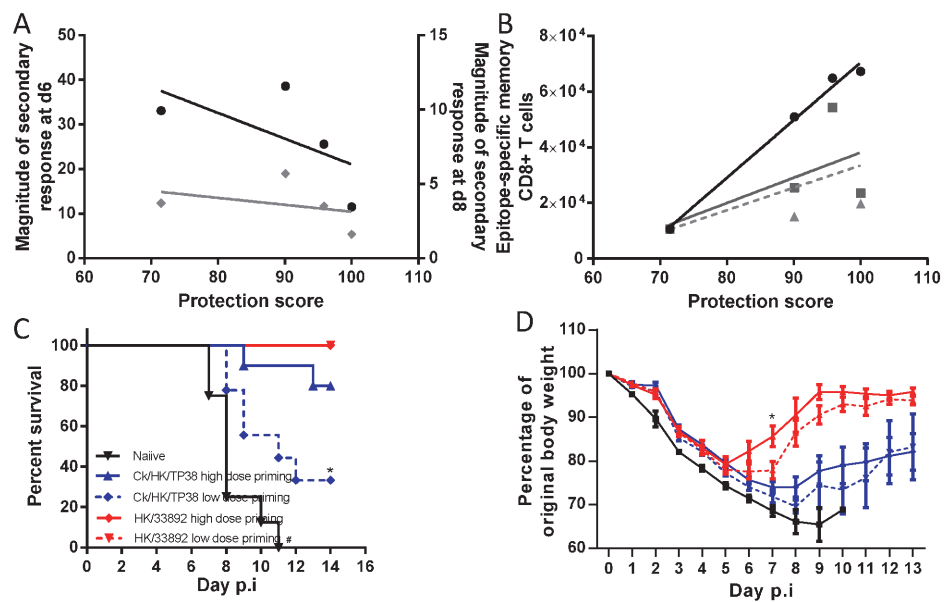 A
Magnitude of secondary
response at d6
50
40
30
20
10
0
15
10
5
0
Magnitude of secondary
response at d8
60 70 80 90 100 110
Protection score
B
Epitope-specific memory
CD8+ T cells
8×10⁴
6×10⁴
4×10⁴
2×10⁴
0
60 70 80 90 100 110
Protection score
C
Percent survival
100
80
60
40
20
0
*
Naiive
Ck/HK/TP38 high dose priming
Ck/HK/TP38 low dose priming
HK/33892 high dose priming
HK/33892 low dose priming #
0 2 4 6 8 10 12 14 16
Day p.i
D
Percentage of
original body weight
110
100
90
80
70
60
*
0 1 2 3 4 5 6 7 8 9 10 11 12 13
Day p.i